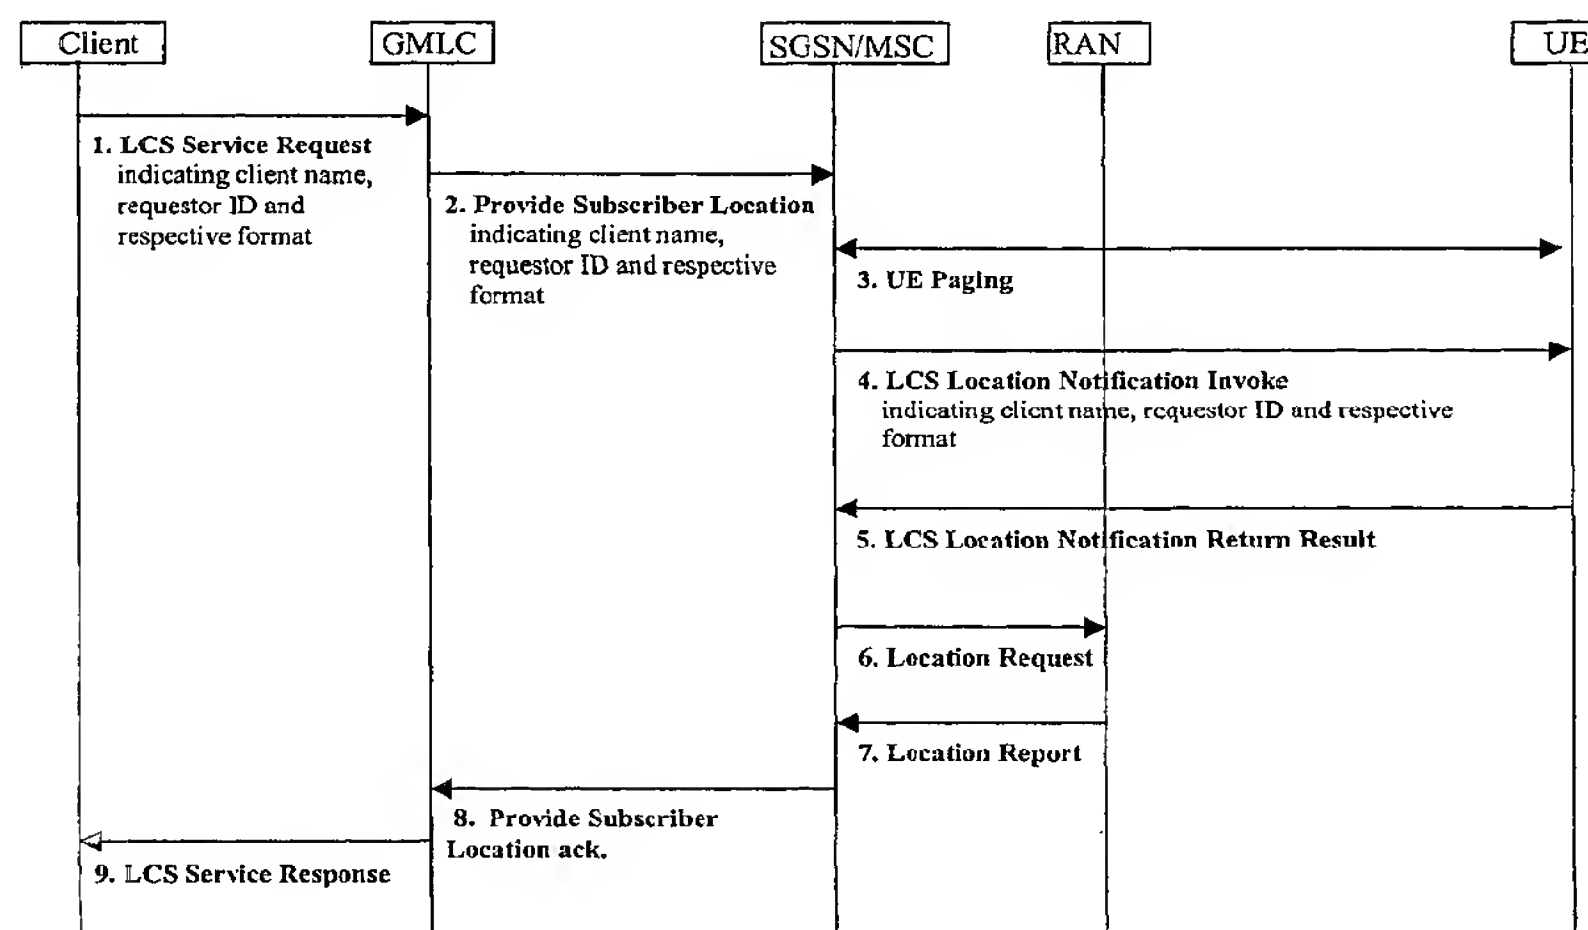 Client
GMLC
SGSN/MSC
RAN
UE
1. LCS Service Request
indicating client name,
requestor ID and
respective format
2. Provide Subscriber Location
indicating client name,
requestor ID and respective
format
3. UE Paging
4. LCS Location Notification Invoke
indicating client name, requestor ID and respective
format
5. LCS Location Notification Return Result
6. Location Request
7. Location Report
8. Provide Subscriber
Location ack.
9. LCS Service Response